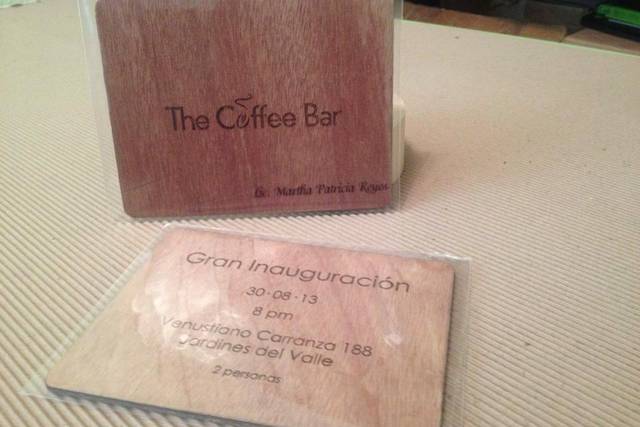 The Coffee Bar
Lic. Martha Patricia Reyes
Gran Inauguración
30-08-13
8 pm
Venustiano Carranza 188
Jardines del Valle
2 personas